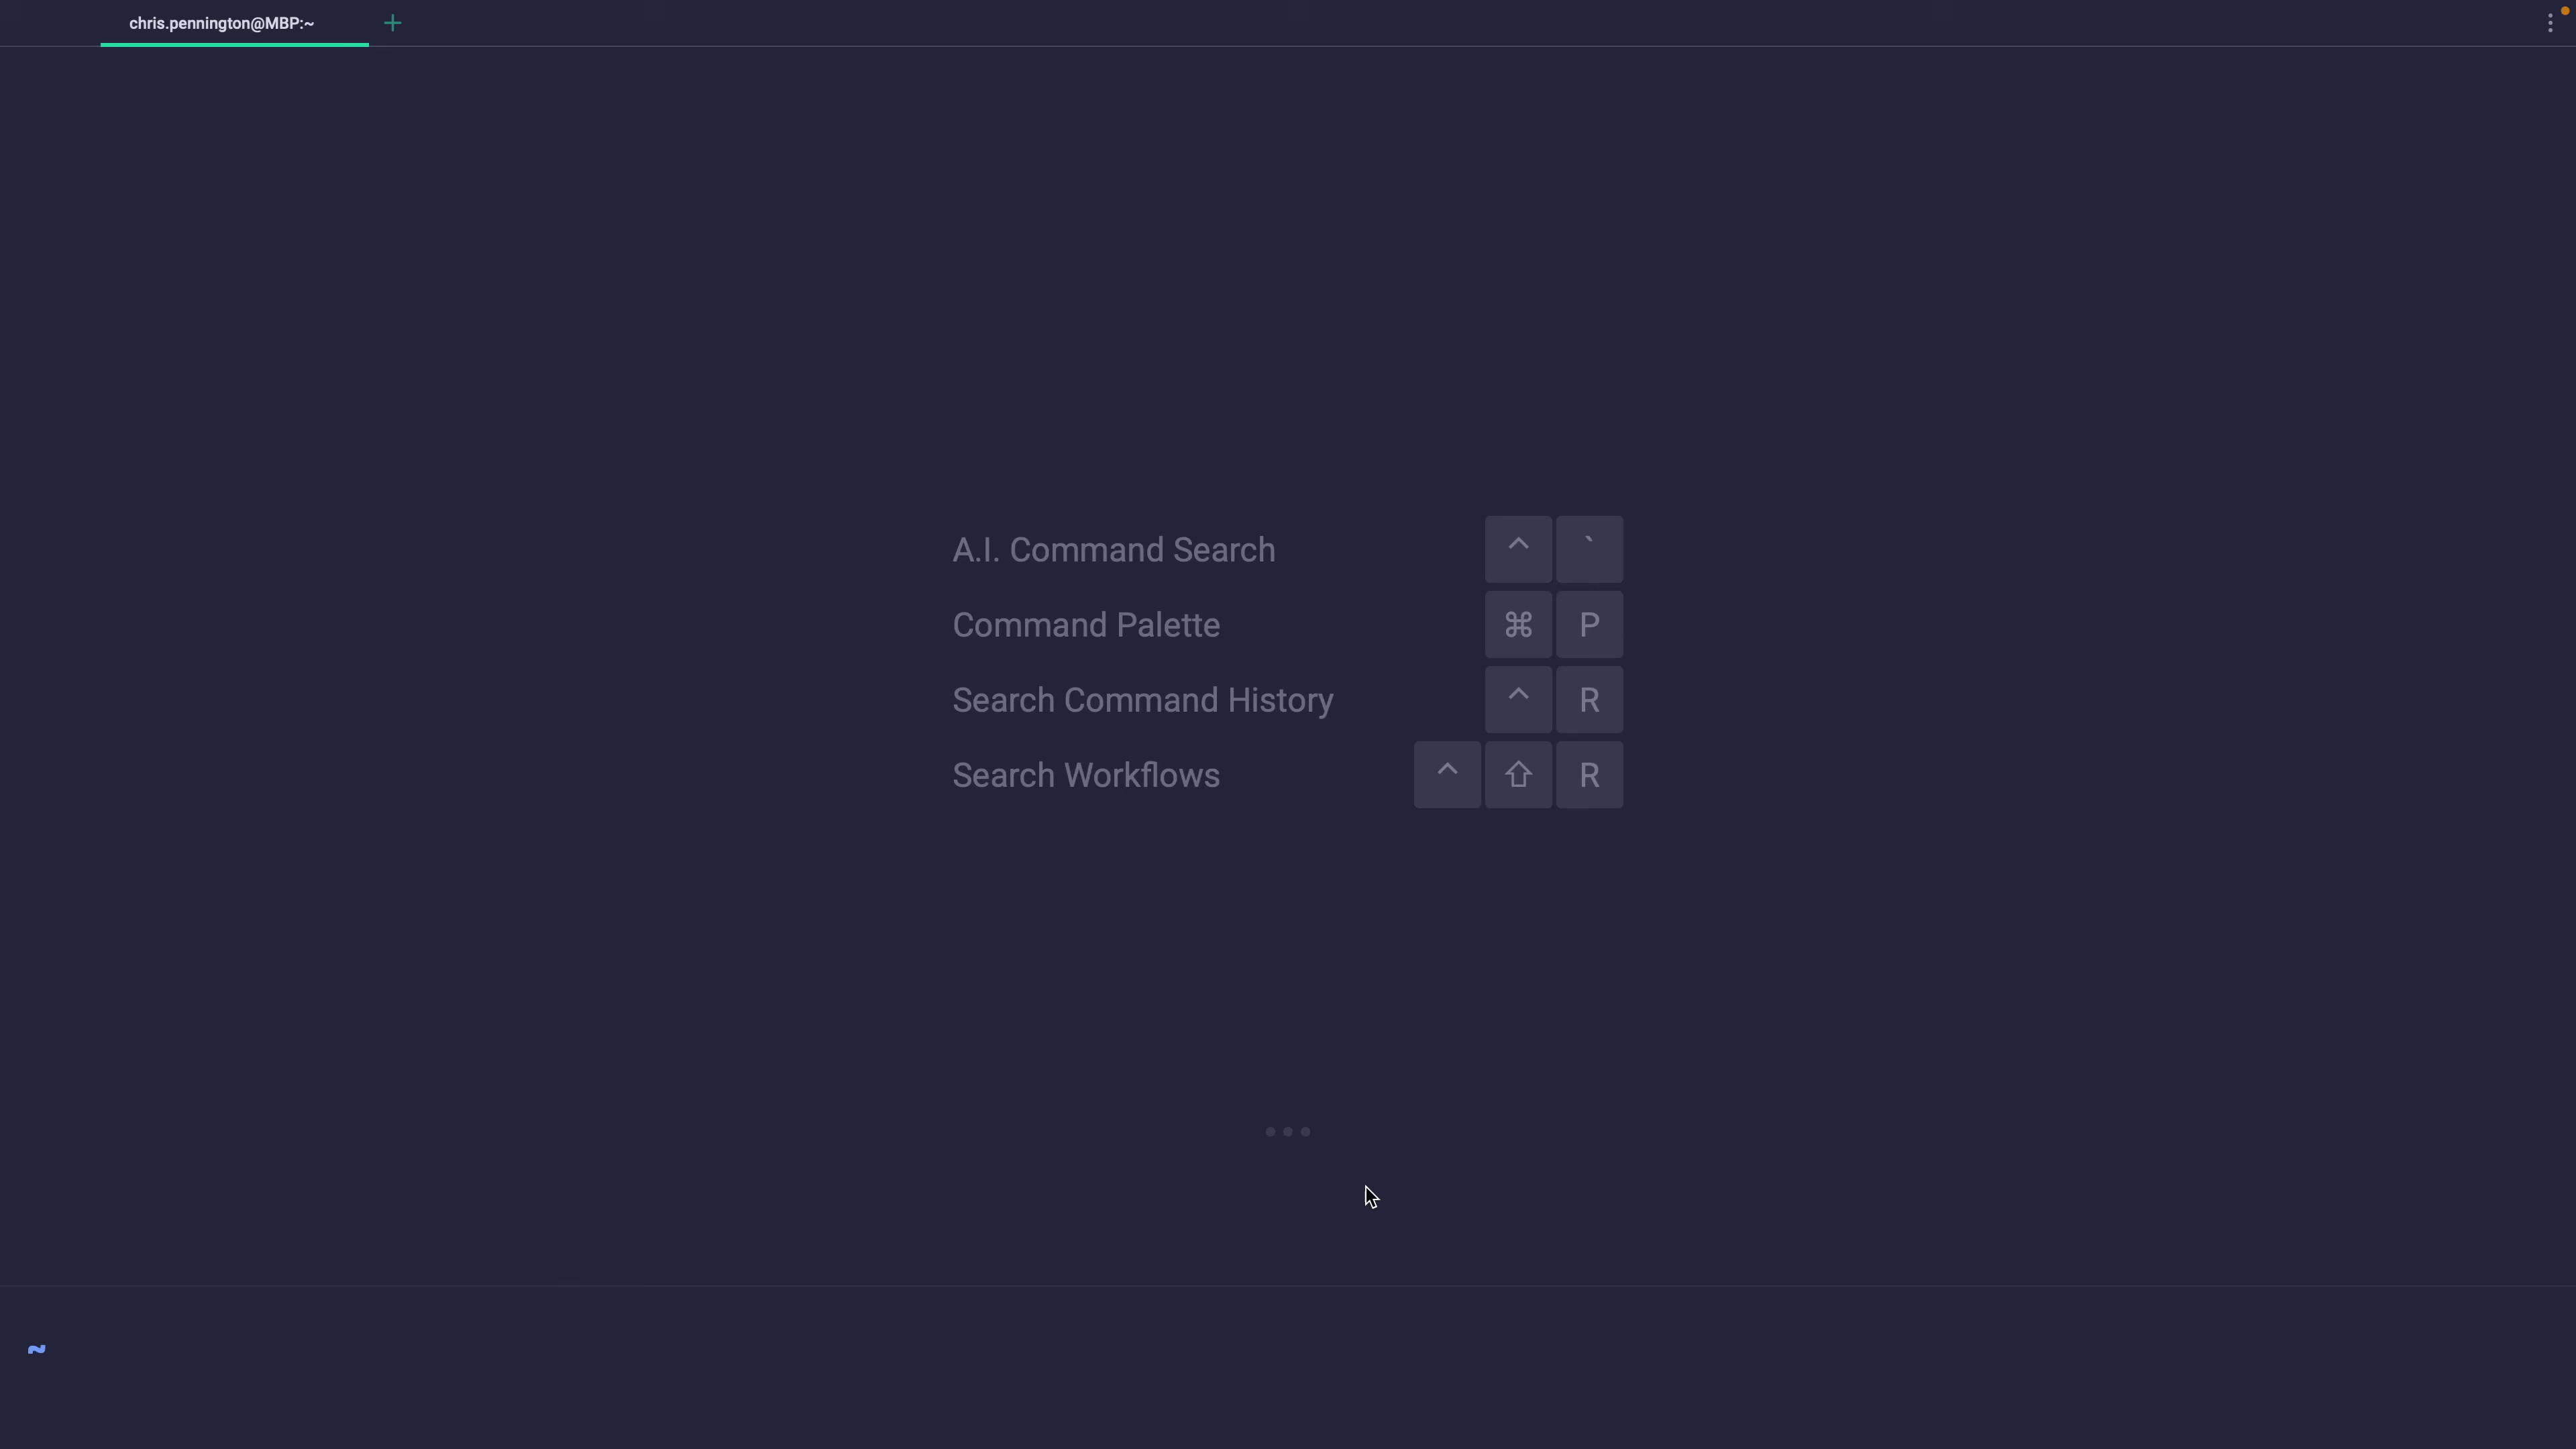 chris.pennington@MBP:~ +
A.I. Command Search ^ `
Command Palette ⌘ P
Search Command History ^ R
Search Workflows ^ ⇧ R
~